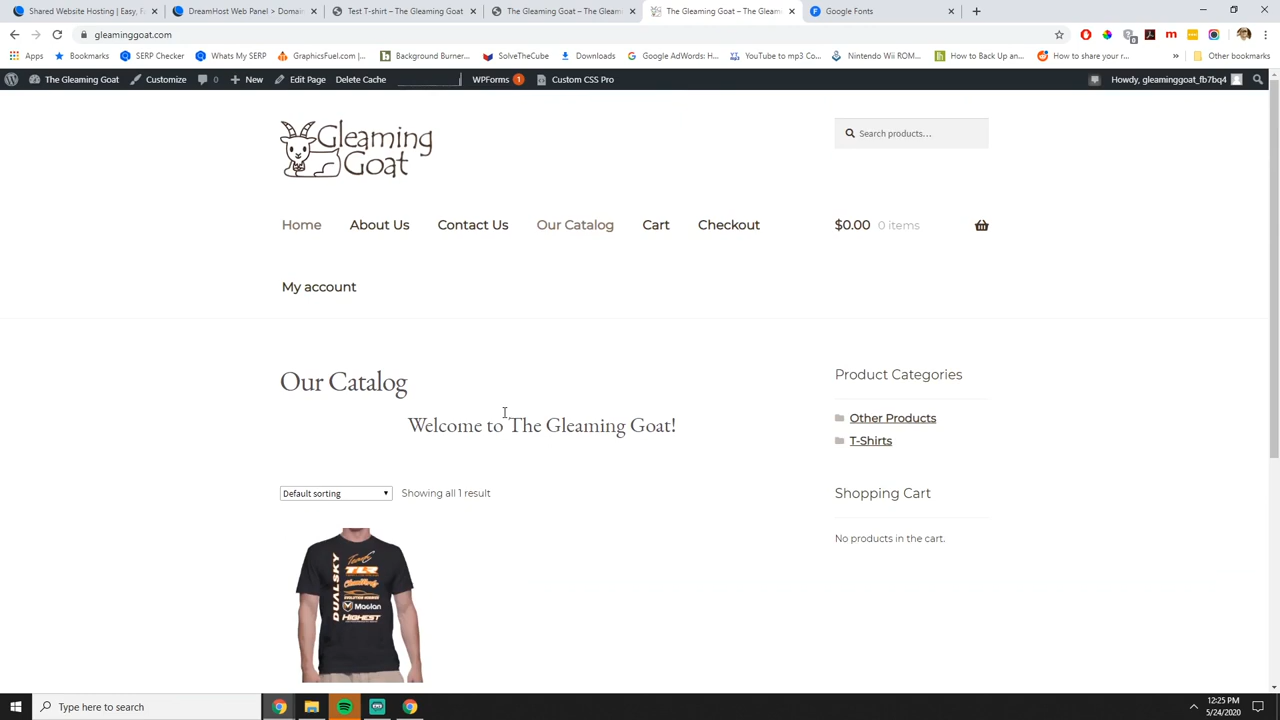 Shared Website Hosting | Easy, F
DreamHost Web Panel > Domain
Test T-shirt – The Gleaming Goat
The Gleaming Goat – The Gleami
The Gleaming Goat – The Gleam
Google Fonts
gleaminggoat.com
Apps
Bookmarks
SERP Checker
Whats My SERP
GraphicsFuel.com |...
Background Burner...
SolveTheCube
Downloads
Google AdWords: H...
YouTube to mp3 Co...
Nintendo Wii ROM...
How to Back Up an...
How to share your r...
»
Other bookmarks
The Gleaming Goat
Customize
0
New
Edit Page
Delete Cache
WPForms 1
Custom CSS Pro
Howdy, gleaminggoat_fb7bq4
Gleaming
Goat
Search products...
Home
About Us
Contact Us
Our Catalog
Cart
Checkout
$0.00 0 items
My account
Our Catalog
Product Categories
Welcome to The Gleaming Goat!
Other Products
T-Shirts
Default sorting
Showing all 1 result
Shopping Cart
No products in the cart.
DUALSKY
TLR
Maclan
HIGHEST
Type here to search
12:25 PM
5/24/2020